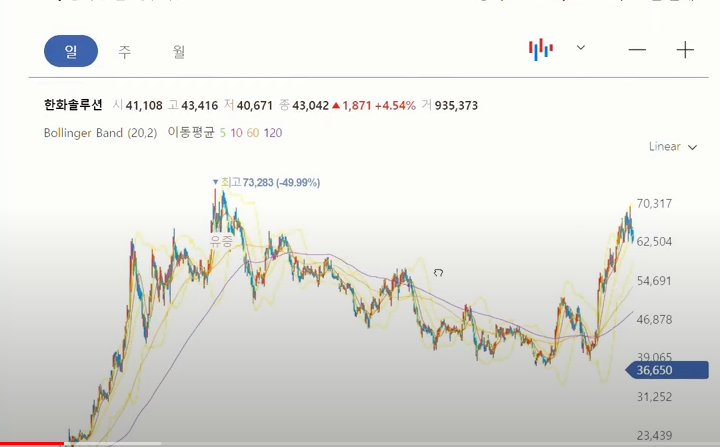 일 주 월
한화솔루션 시 41,108 고 43,416 저 40,671 종 43,042 ▲1,871 +4.54% 거 935,373
Bollinger Band (20,2) 이동평균 5 10 60 120
Linear
▼최고 73,283 (-49.99%)
70,317
유증
62,504
54,691
46,878
39,065
36,650
31,252
23,439